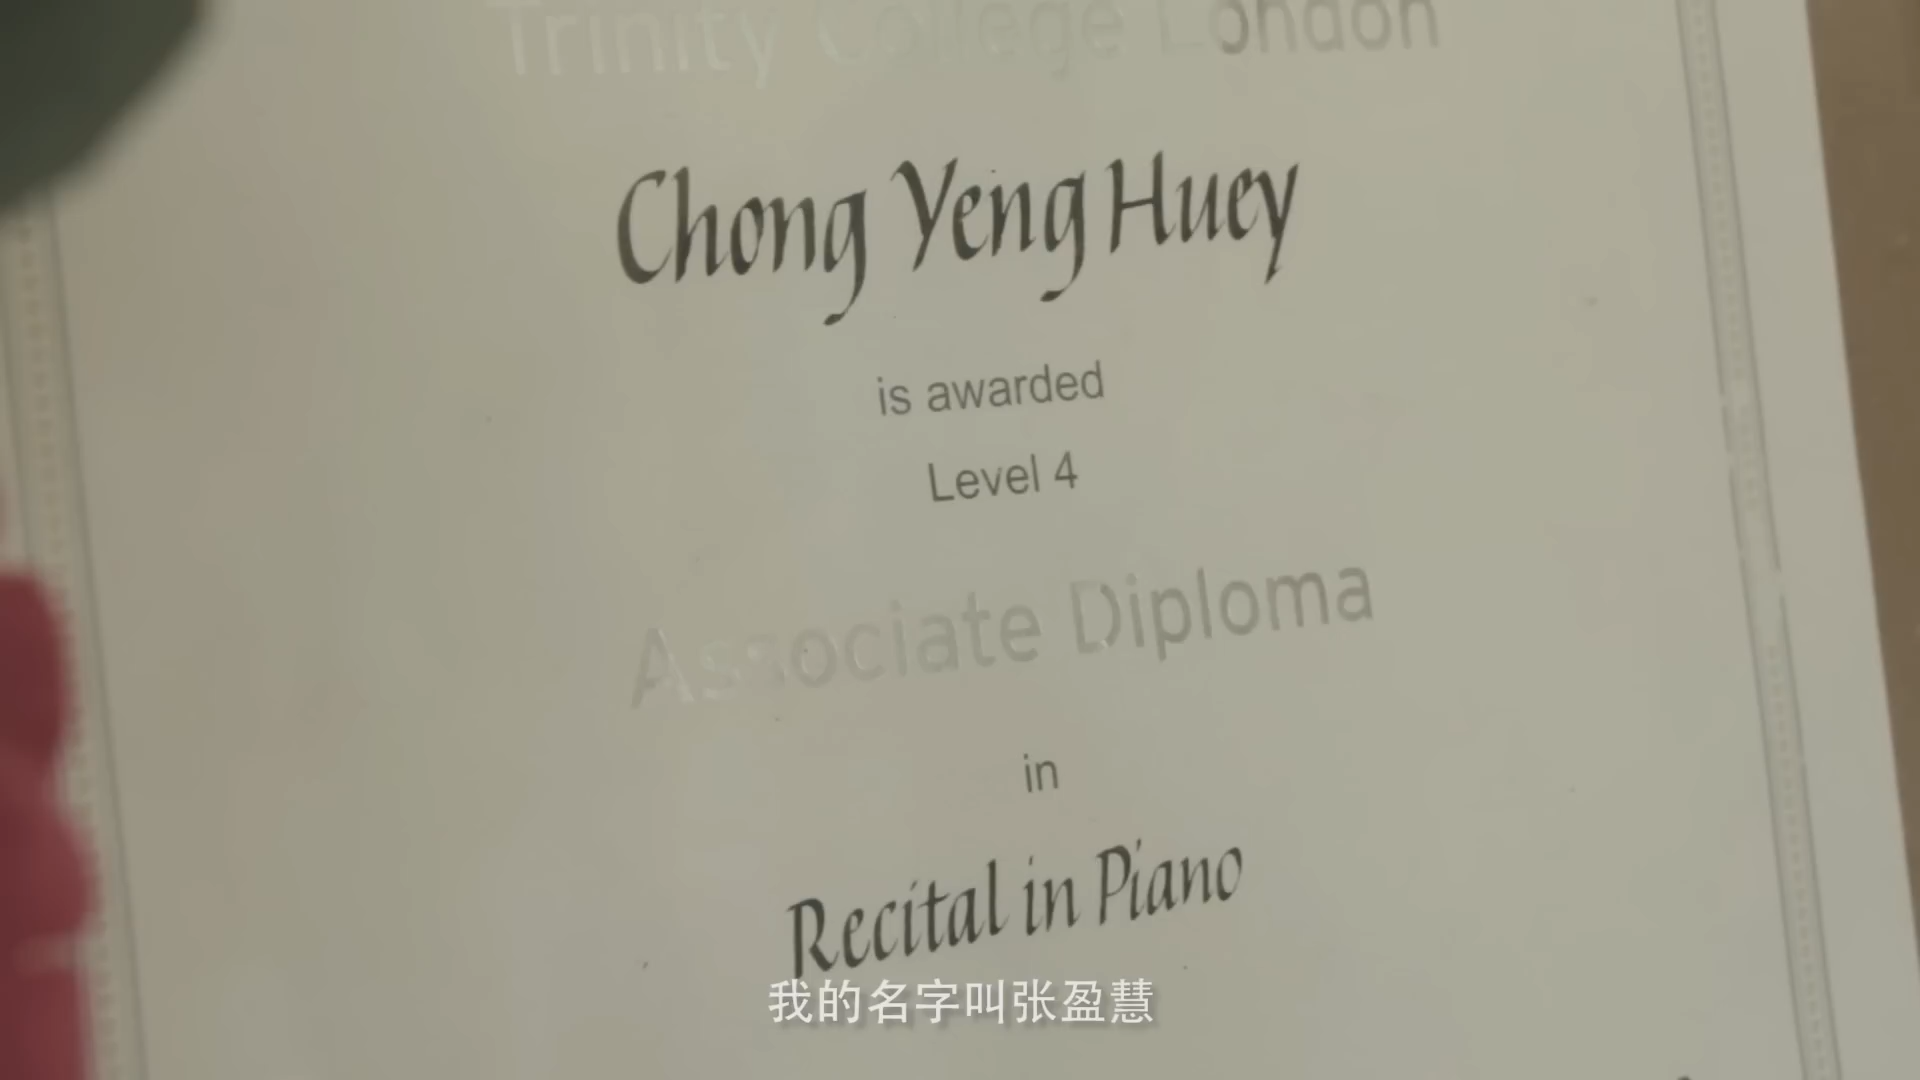 Trinity College London
Chong Yeng Huey
is awarded
Level 4
Associate Diploma
in
Recital in Piano
我的名字叫张盈慧